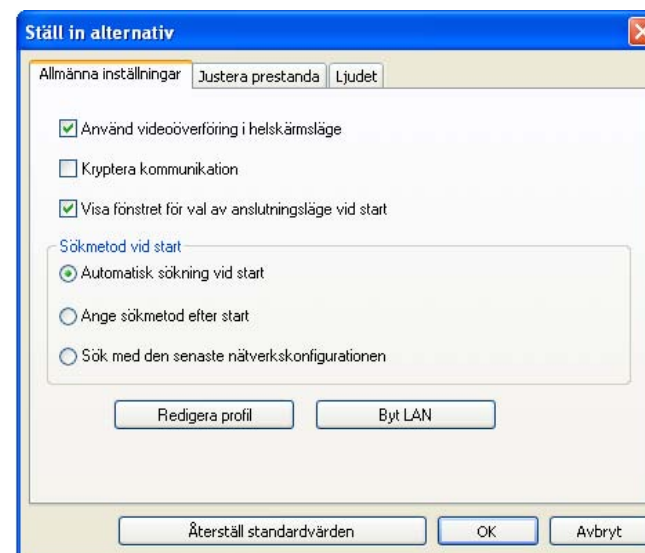 Ställ in alternativ
Allmänna inställningar Justera prestanda Ljudet
Använd videoöverföring i helskärmsläge
Kryptera kommunikation
Visa fönstret för val av anslutningsläge vid start
Sökmetod vid start
Automatisk sökning vid start
Ange sökmetod efter start
Sök med den senaste nätverkskonfigurationen
Redigera profil Byt LAN
Återställ standardvärden OK Avbryt